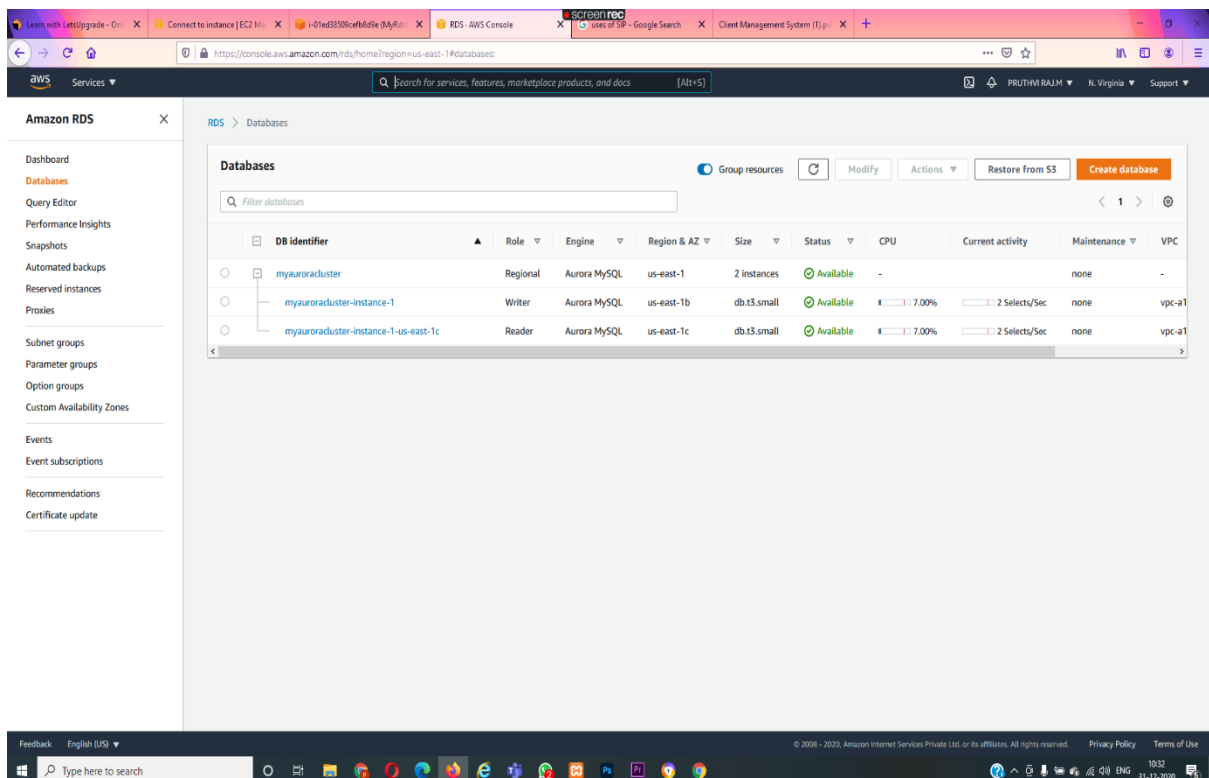 Learn with LetsUpgrade - Onl
Connect to instance | EC2 Ma
i-01ed38509cefb8d9e (MyRds)
RDS - AWS Console
screenrec
uses of SIP - Google Search
Client Management System (1).p
https://console.aws.amazon.com/rds/home?region=us-east-1#databases:
aws Services
Search for services, features, marketplace products, and docs [Alt+S]
PRUTHVI RAJ.M N. Virginia Support
Amazon RDS
Dashboard
Databases
Query Editor
Performance Insights
Snapshots
Automated backups
Reserved instances
Proxies
Subnet groups
Parameter groups
Option groups
Custom Availability Zones
Events
Event subscriptions
Recommendations
Certificate update
RDS > Databases
Databases
Group resources Modify Actions Restore from S3 Create database
Filter databases
1
DB identifier Role Engine Region & AZ Size Status CPU Current activity Maintenance VPC
myauroracluster Regional Aurora MySQL us-east-1 2 instances Available - none -
myauroracluster-instance-1 Writer Aurora MySQL us-east-1b db.t3.small Available 7.00% 2 Selects/Sec none vpc-a1
myauroracluster-instance-1-us-east-1c Reader Aurora MySQL us-east-1c db.t3.small Available 7.00% 2 Selects/Sec none vpc-a1
Feedback English (US)
© 2008 - 2020, Amazon Internet Services Private Ltd. or its affiliates. All rights reserved. Privacy Policy Terms of Use
Type here to search
ENG
10:32
31-12-2020